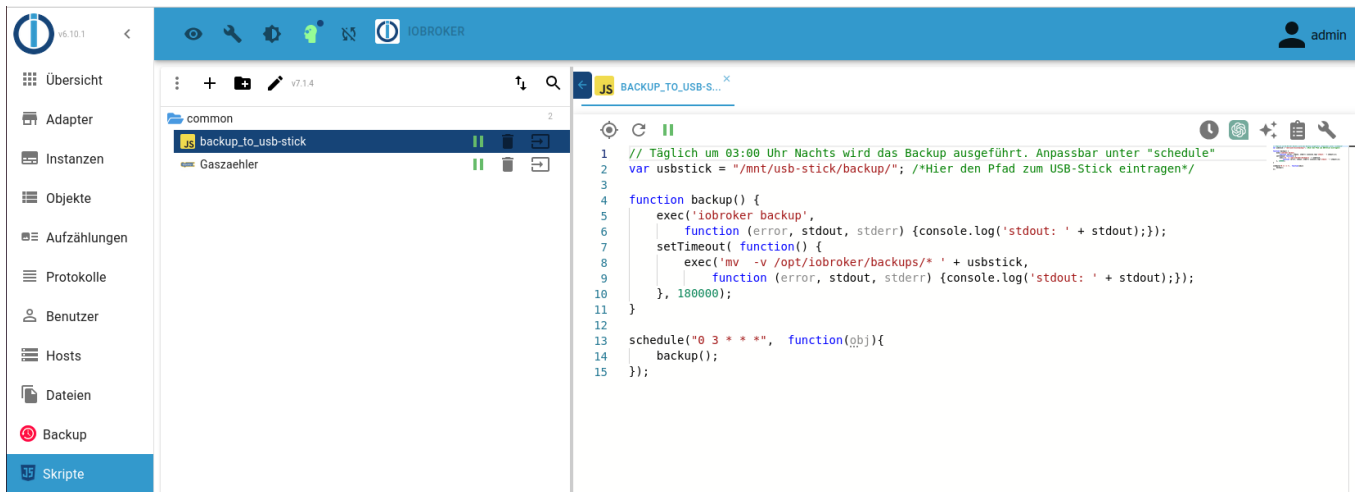 v6.10.1
IOBROKER
admin
Übersicht
Adapter
Instanzen
Objekte
Aufzählungen
Protokolle
Benutzer
Hosts
Dateien
Backup
Skripte
v7.1.4
common 2
JS backup_to_usb-stick
Gaszaehler
JS BACKUP_TO_USB-S...
1 // Täglich um 03:00 Uhr Nachts wird das Backup ausgeführt. Anpassbar unter "schedule"
2 var usbstick = "/mnt/usb-stick/backup/"; /*Hier den Pfad zum USB-Stick eintragen*/
3
4 function backup() {
5 exec('iobroker backup',
6 function (error, stdout, stderr) {console.log('stdout: ' + stdout);});
7 setTimeout( function() {
8 exec('mv  -v /opt/iobroker/backups/* ' + usbstick,
9 function (error, stdout, stderr) {console.log('stdout: ' + stdout);});
10 }, 180000);
11 }
12
13 schedule("0 3 * * *",  function(obj){
14 backup();
15 });